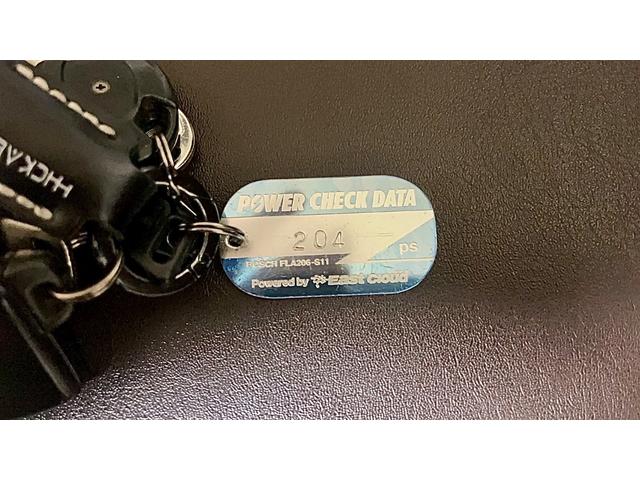 POWER CHECK DATA
204 ps
BOSCH FLA206-S11
Powered by East Cloud